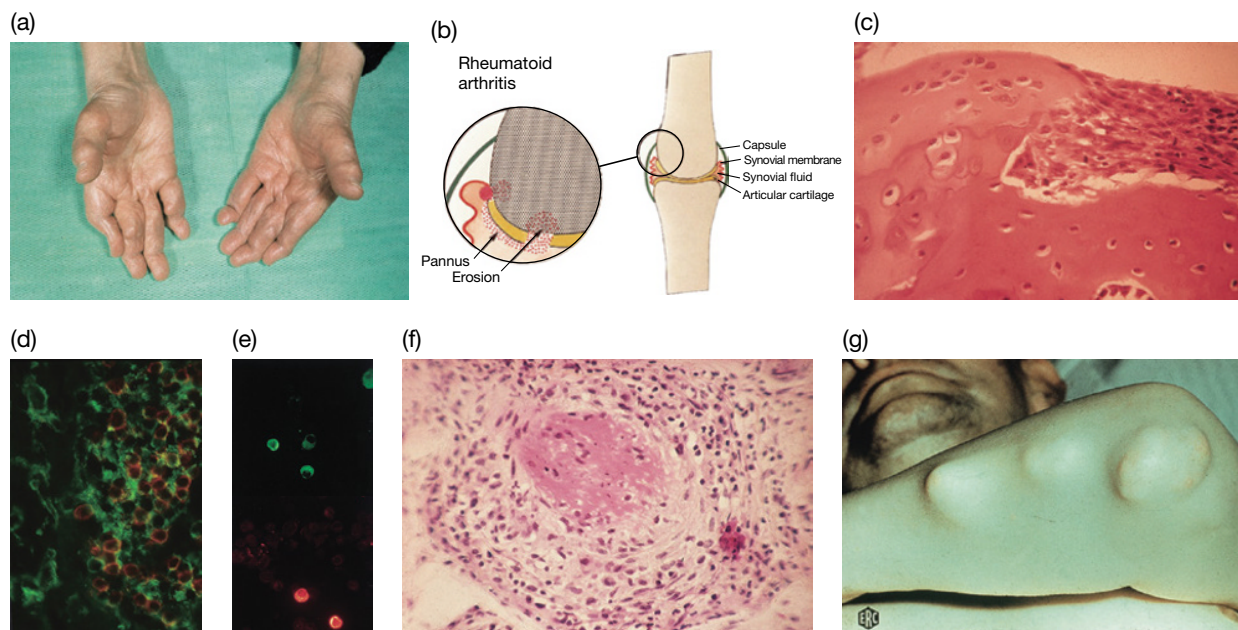 (a)
(b)
Rheumatoid
arthritis
Capsule
Synovial membrane
Synovial fluid
Articular cartilage
Pannus
Erosion
(c)
(d)
(e)
(f)
(g)
ERC